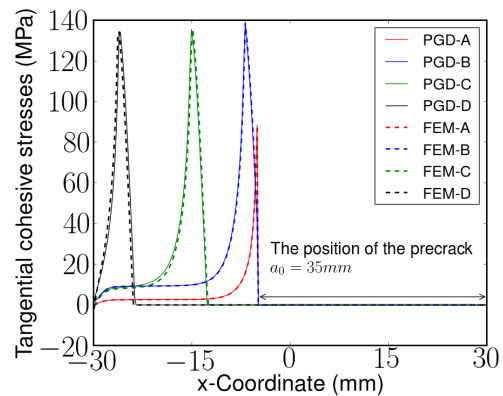 140
120
100
80
60
40
20
0
−20
Tangential cohesive stresses (MPa)
PGD-A
PGD-B
PGD-C
PGD-D
FEM-A
FEM-B
FEM-C
FEM-D
The position of the precrack
a₀ = 35mm
−30 −15 0 15 30
x-Coordinate (mm)